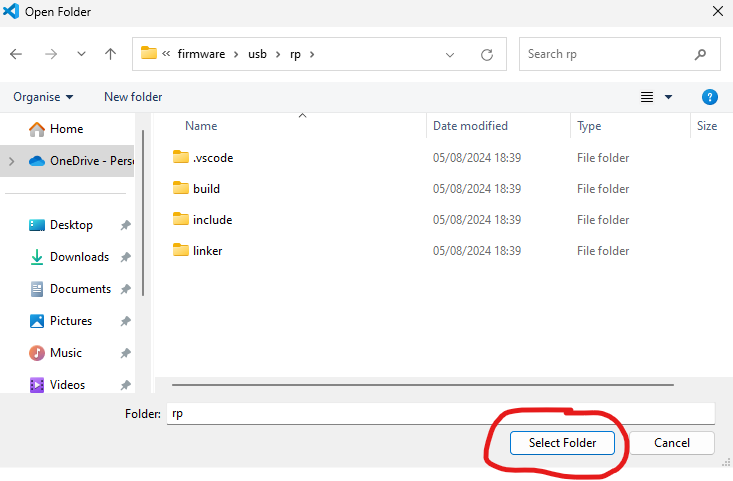 Open Folder
« firmware > usb > rp >
Search rp
Organise
New folder
Name
Date modified
Type
Size
Home
OneDrive - Perso
Desktop
Downloads
Documents
Pictures
Music
Videos
.vscode 05/08/2024 18:39 File folder
build 05/08/2024 18:39 File folder
include 05/08/2024 18:39 File folder
linker 05/08/2024 18:39 File folder
Folder: rp
Select Folder
Cancel